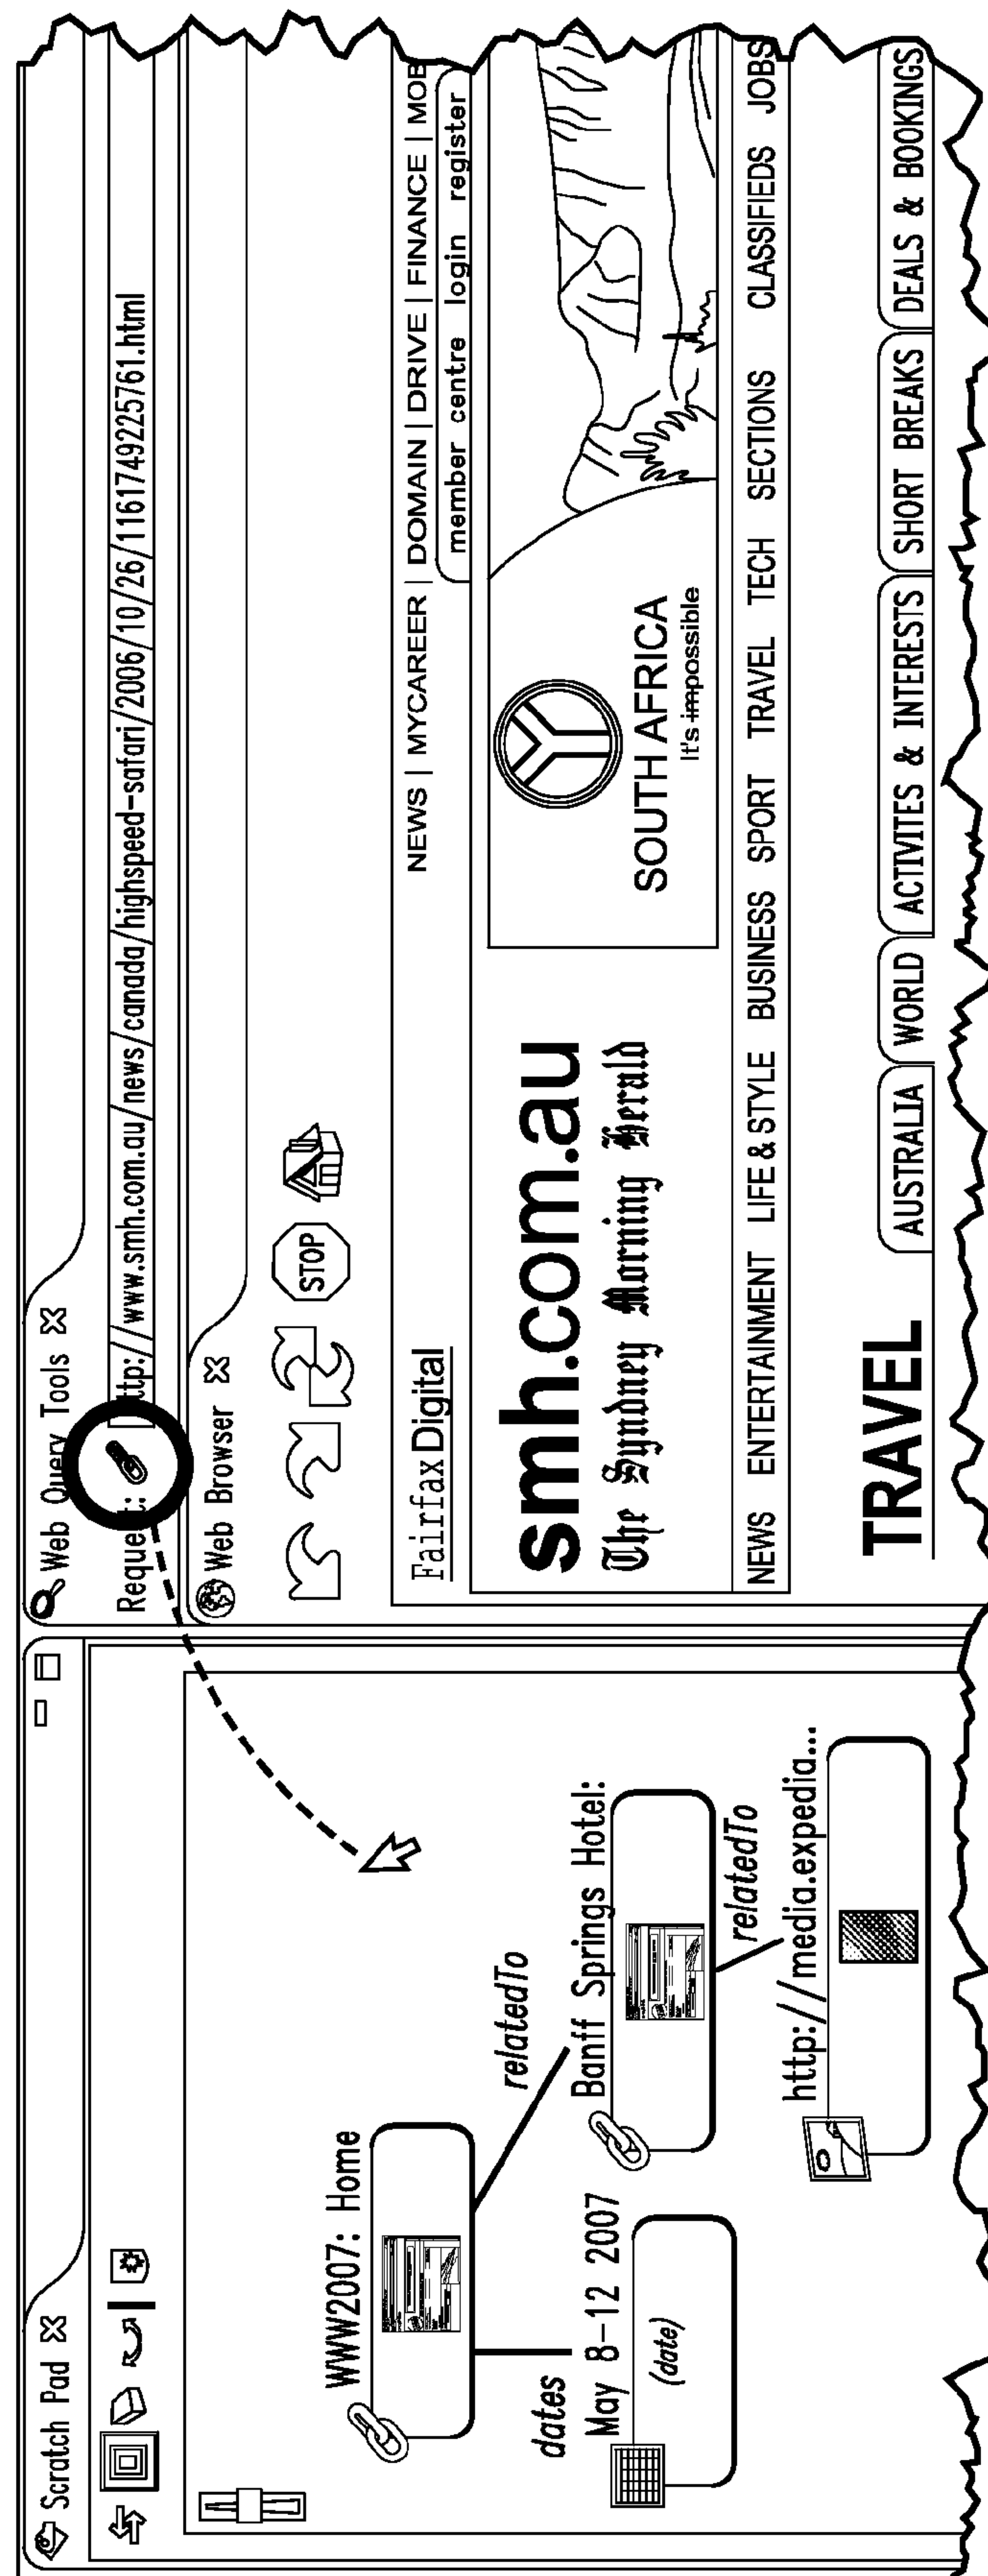 Scratch Pad
WWW2007: Home
dates
relatedTo
May 8-12 2007
(date)
Banff Springs Hotel:
relatedTo
http://media.expedia...
Web Query Tools
Request:
ttp://www.smh.com.au/news/canada/highspeed-safari/2006/10/26/1161749225761.html
Web Browser
STOP
Fairfax Digital
NEWS | MYCAREER | DOMAIN | DRIVE | FINANCE | MOB
member centre login register
smh.com.au
The Syndney Morning Herald
SOUTH AFRICA
It's impossible
NEWS ENTERTAINMENT LIFE & STYLE BUSINESS SPORT TRAVEL TECH SECTIONS CLASSIFIEDS JOBS
TRAVEL
AUSTRALIA WORLD ACTIVITES & INTERESTS SHORT BREAKS DEALS & BOOKINGS